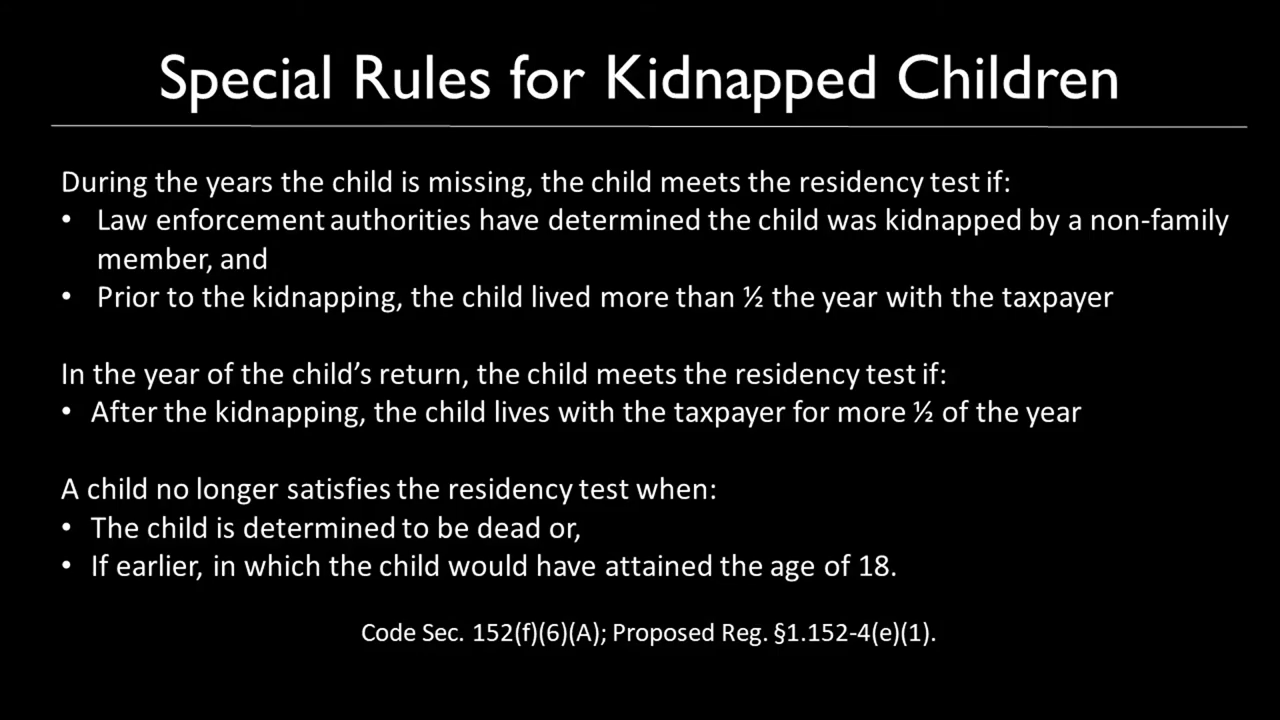 Special Rules for Kidnapped Children
During the years the child is missing, the child meets the residency test if:
• Law enforcement authorities have determined the child was kidnapped by a non-family
member, and
• Prior to the kidnapping, the child lived more than ½ the year with the taxpayer
In the year of the child’s return, the child meets the residency test if:
• After the kidnapping, the child lives with the taxpayer for more ½ of the year
A child no longer satisfies the residency test when:
• The child is determined to be dead or,
• If earlier, in which the child would have attained the age of 18.
Code Sec. 152(f)(6)(A); Proposed Reg. §1.152-4(e)(1).